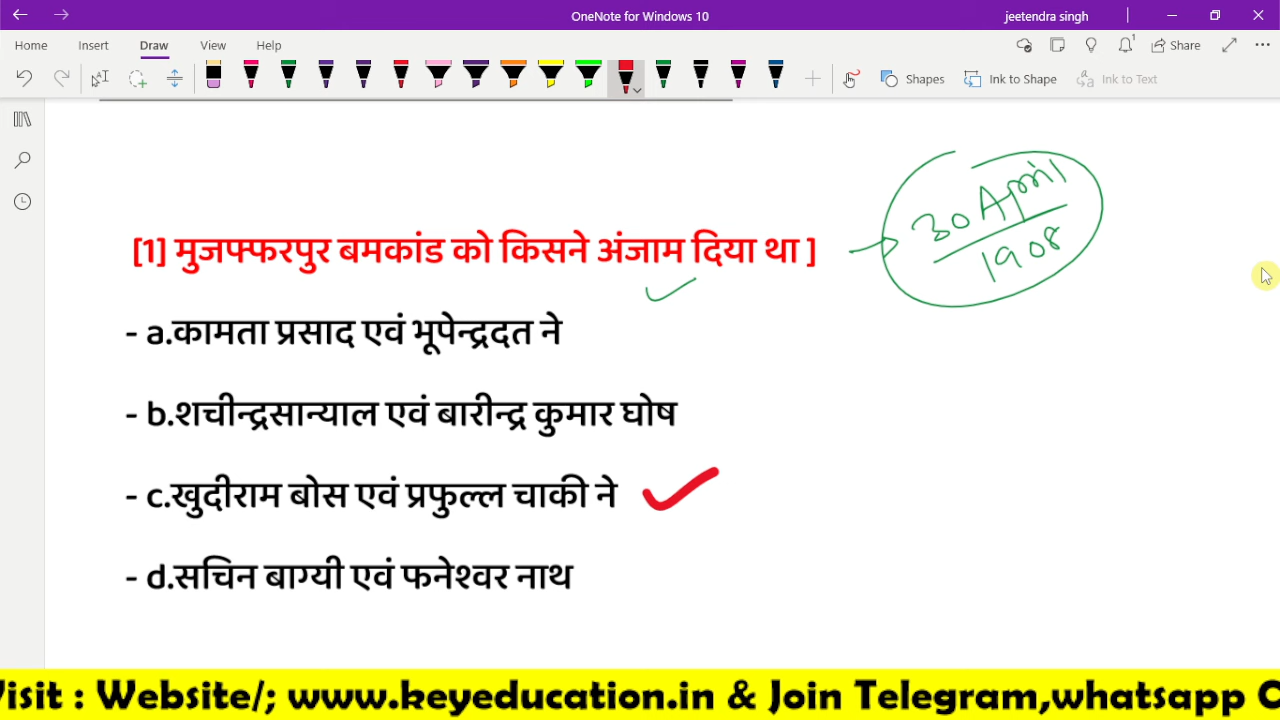 OneNote for Windows 10
jeetendra singh
Home Insert Draw View Help
Share
Shapes
Ink to Shape
Ink to Text
30 April
1908
[1] मुजफ्फरपुर बमकांड को किसने अंजाम दिया था ]
- a.कामता प्रसाद एवं भूपेन्द्रदत ने
- b.शचीन्द्रसान्याल एवं बारीन्द्र कुमार घोष
- c.खुदीराम बोस एवं प्रफुल्ल चाकी ने
- d.सचिन बाग्यी एवं फनेश्वर नाथ
Visit : Website/; www.keyeducation.in & Join Telegram,whatsapp C